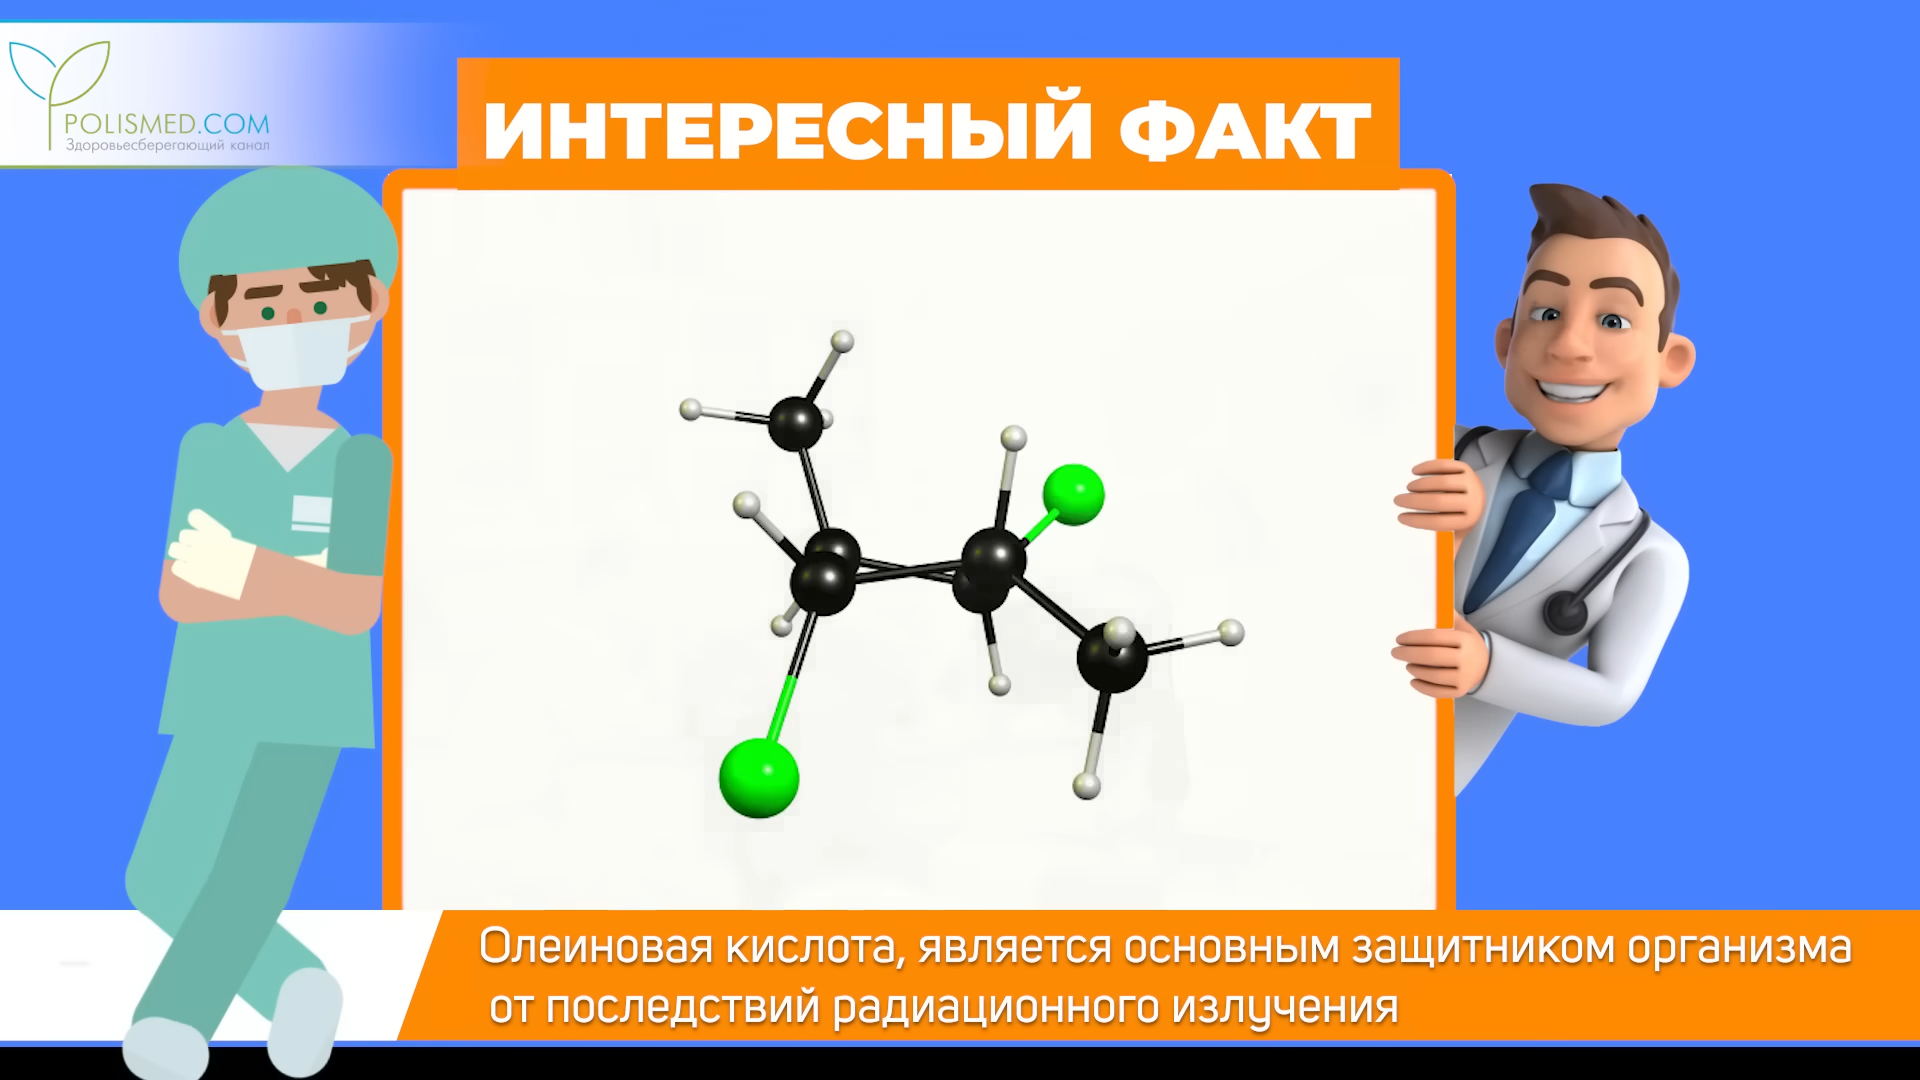 POLISMED.COM
Здоровьесберегающий канал
ИНТЕРЕСНЫЙ ФАКТ
Олеиновая кислота, является основным защитником организма
от последствий радиационного излучения